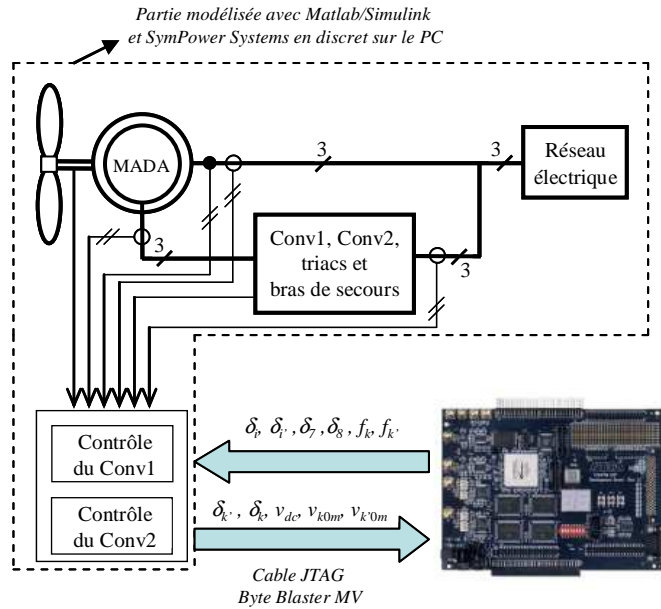 Partie modélisée avec Matlab/Simulink
et SymPower Systems en discret sur le PC
MADA
3
3
Réseau
électrique
3
Conv1, Conv2,
triacs et
bras de secours
3
Contrôle
du Conv1
Contrôle
du Conv2
δi, δi' , δ7 , δ8 , fk, fk'
δk' , δk, vdc, vk0m, vk'0m
Cable JTAG
Byte Blaster MV